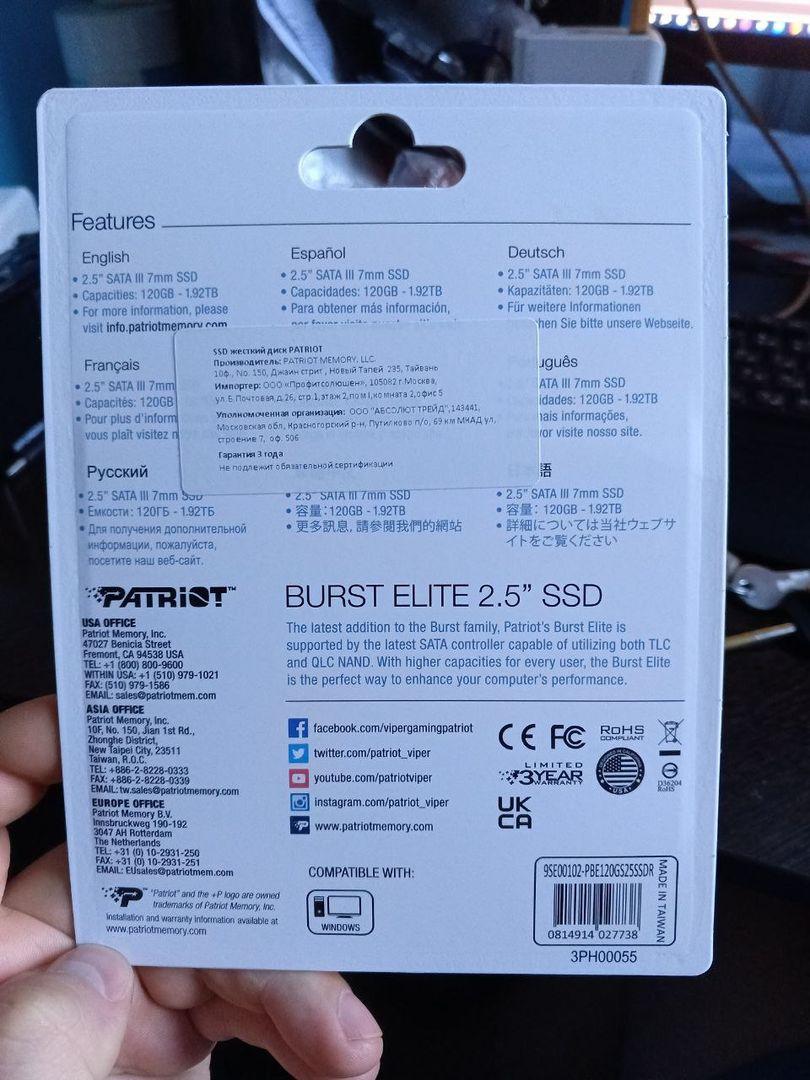 Features
English
• 2.5" SATA III 7mm SSD
• Capacities: 120GB - 1.92TB
• For more information, please
visit info.patriotmemory.com
Español
• 2.5" SATA III 7mm SSD
• Capacidades: 120GB - 1.92TB
• Para obtener más información,
Deutsch
• 2.5" SATA III 7mm SSD
• Kapazitäten: 120GB - 1.92TB
• Für weitere Informationen
hen Sie bitte unsere Webseite.
SSD жесткий диск PATRIOT
Производитель: PATRIOT MEMORY, LLC.
10ф., No. 150, Джаин стриг, Новый Тапей 235, Тайвань
Импортер: ООО «Профитсолюшен», 105082 г.Москва,
ул.Б.Почтовая,д.26, стр.1,этаж 2,пом I,комната 2,офис 5
Уполномоченная организация: ООО "АБСОЛЮТ ТРЕЙД",143441,
Московская обл, Красногорский р-н, Путилково п/о, 69 км МКАД ул,
строение 7, оф. 506
Гарантия 3 года
Не подлежит обязательной сертификации
Français
• 2.5" SATA III 7mm
• Capacités: 120GB
• Pour plus d'inform
vous plaît visitez n
uguês
SATA III 7mm SSD
idades: 120GB - 1.92TB
mais informações,
vor visite nosso site.
Русский
• 2.5" SATA III 7mm SSD
• Емкости: 120ГБ - 1.92ТБ
• Для получения дополнительной
информации, пожалуйста,
посетите наш веб-сайт.
• 2.5" SATA III 7mm SSD
• 容量：120GB - 1.92TB
• 更多訊息, 請參閱我們的網站
語
• 2.5" SATA III 7mm SSD
• 容量： 120GB - 1.92TB
• 詳細については当社ウェブサ
イトをご覧ください
PATRIOT™
USA OFFICE
Patriot Memory, Inc.
47027 Benicia Street
Fremont, CA 94538 USA
TEL: +1 (800) 800-9600
WITHIN USA: +1 (510) 979-1021
FAX: (510) 979-1586
EMAIL: sales@patriotmem.com
ASIA OFFICE
Patriot Memory, Inc.
10F, No. 150, Jian 1st Rd.,
Zhonghe District,
New Taipei City, 23511
Taiwan, R.O.C.
TEL: +886-2-8228-0333
FAX: +886-2-8228-0339
EMAIL: tw.sales@patriotmemory.com
EUROPE OFFICE
Patriot Memory B.V.
Innsbruckweg 190-192
3047 AH Rotterdam
The Netherlands
TEL: +31 (0) 10-2931-250
FAX: +31 (0) 10-2931-251
EMAIL: EUsales@patriotmem.com
P™
"Patriot" and the +P logo are owned
trademarks of Patriot Memory, Inc.
Installation and warranty information available at
www.patriotmemory.com
BURST ELITE 2.5" SSD
The latest addition to the Burst family, Patriot's Burst Elite is
supported by the latest SATA controller capable of utilizing both TLC
and QLC NAND. With higher capacities for every user, the Burst Elite
is the perfect way to enhance your computer's performance.
facebook.com/vipergamingpatriot
twitter.com/patriot_viper
youtube.com/patriotviper
instagram.com/patriot_viper
www.patriotmemory.com
CE FC
RoHS
COMPLIANT
LIMITED
3YEAR
WARRANTY
USA
D36204
RoHS
UK
CA
COMPATIBLE WITH:
WINDOWS
9SE00102-PBE120GS25SSDR
0814914 027738
MADE IN TAIWAN
3PH00055